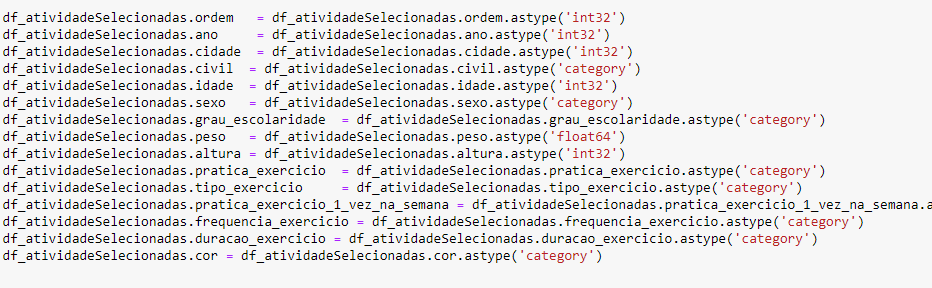 df_atividadeSelecionadas.ordem   = df_atividadeSelecionadas.ordem.astype('int32')
df_atividadeSelecionadas.ano     = df_atividadeSelecionadas.ano.astype('int32')
df_atividadeSelecionadas.cidade  = df_atividadeSelecionadas.cidade.astype('int32')
df_atividadeSelecionadas.civil  = df_atividadeSelecionadas.civil.astype('category')
df_atividadeSelecionadas.idade  = df_atividadeSelecionadas.idade.astype('int32')
df_atividadeSelecionadas.sexo   = df_atividadeSelecionadas.sexo.astype('category')
df_atividadeSelecionadas.grau_escolaridade  = df_atividadeSelecionadas.grau_escolaridade.astype('category')
df_atividadeSelecionadas.peso   = df_atividadeSelecionadas.peso.astype('float64')
df_atividadeSelecionadas.altura = df_atividadeSelecionadas.altura.astype('int32')
df_atividadeSelecionadas.pratica_exercicio  = df_atividadeSelecionadas.pratica_exercicio.astype('category')
df_atividadeSelecionadas.tipo_exercicio     = df_atividadeSelecionadas.tipo_exercicio.astype('category')
df_atividadeSelecionadas.pratica_exercicio_1_vez_na_semana = df_atividadeSelecionadas.pratica_exercicio_1_vez_na_semana.a
df_atividadeSelecionadas.frequencia_exercicio = df_atividadeSelecionadas.frequencia_exercicio.astype('category')
df_atividadeSelecionadas.duracao_exercicio = df_atividadeSelecionadas.duracao_exercicio.astype('category')
df_atividadeSelecionadas.cor = df_atividadeSelecionadas.cor.astype('category')